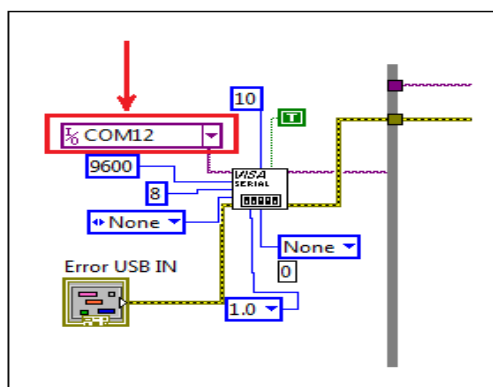 10
T
I/O COM12
9600
VISA
SERIAL
8
None
None
0
Error USB IN
1.0